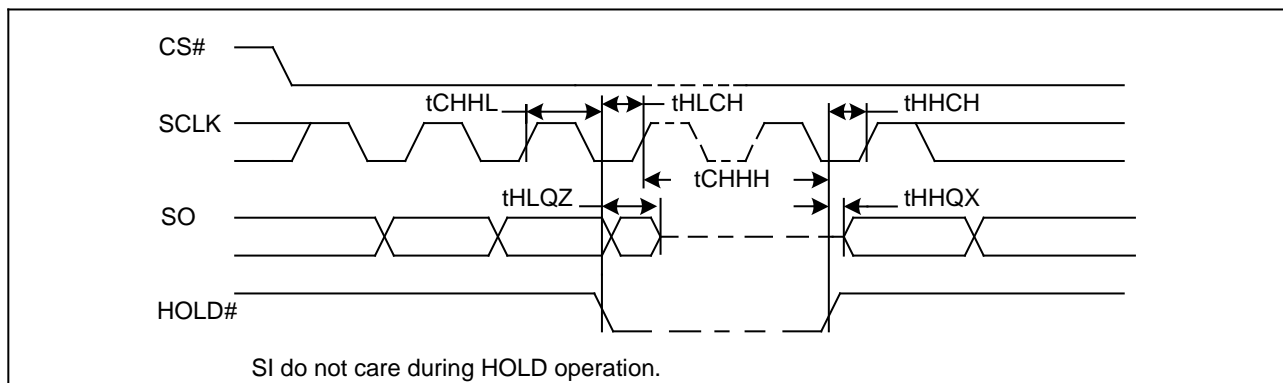 CS#
tCHHL
tHLCH
tHHCH
SCLK
tCHHH
tHLQZ
tHHQX
SO
HOLD#
SI do not care during HOLD operation.